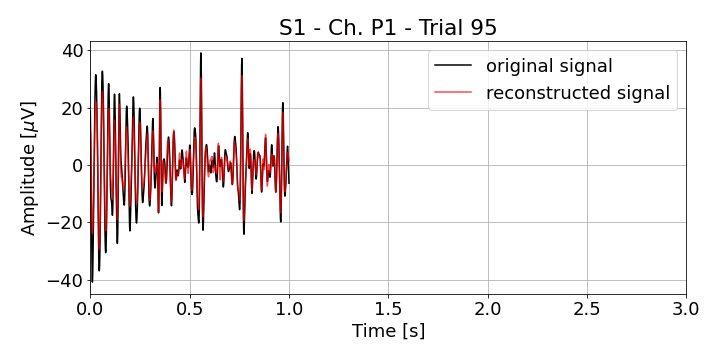 S1 - Ch. P1 - Trial 95
original signal
reconstructed signal
Amplitude [μV]
40
20
0
−20
−40
0.0 0.5 1.0 1.5 2.0 2.5 3.0
Time [s]